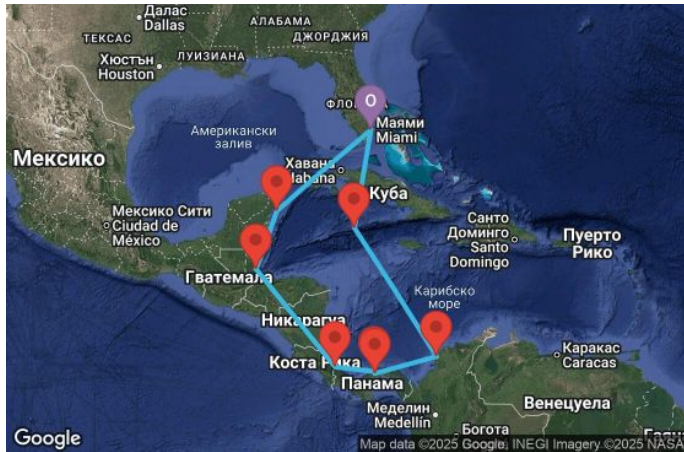 Далас
Dallas
АЛАБАМА
ТЕКСАС
ДЖОРДЖИЯ
ЛУИЗИАНА
Хюстън
Houston
ФЛО
O
Маями
Miami
Американски
залив
Хавана
Habana
Мексико
Куба
Мексико Сити
Ciudad de
México
Санто
Доминго
Santo
Domingo
Пуерто
Рико
Гватемала
Карибско
море
Никарагуа
Коста Рика
Каракас
Caracas
Панама
Меделин
Medellín
Венецуела
Богота
Google
Map data ©2025 Google, INEGI Imagery ©2025 NASA